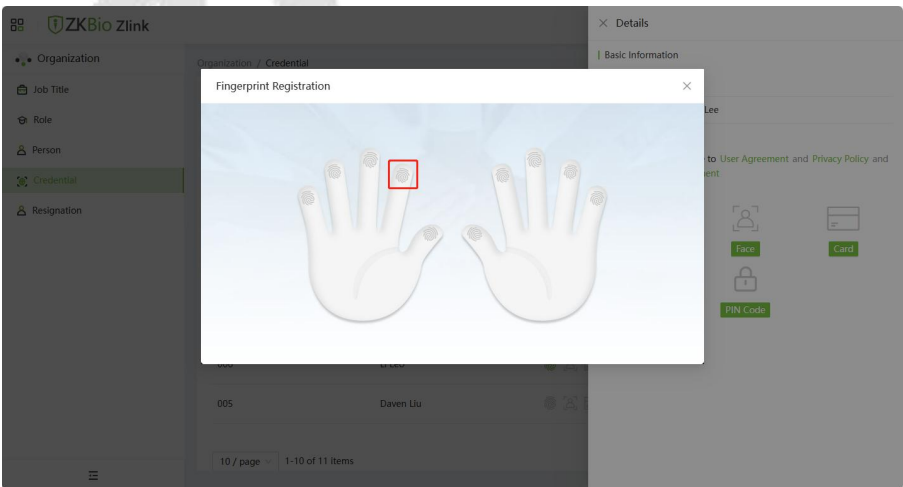 ZKBio Zlink
Details
Organization
Organization / Credential
Basic Information
Fingerprint Registration
Job Title
Lee
Role
Person
to User Agreement and Privacy Policy and
Credential
Resignation
Face
Card
PIN Code
005
Daven Liu
10 / page
1-10 of 11 items